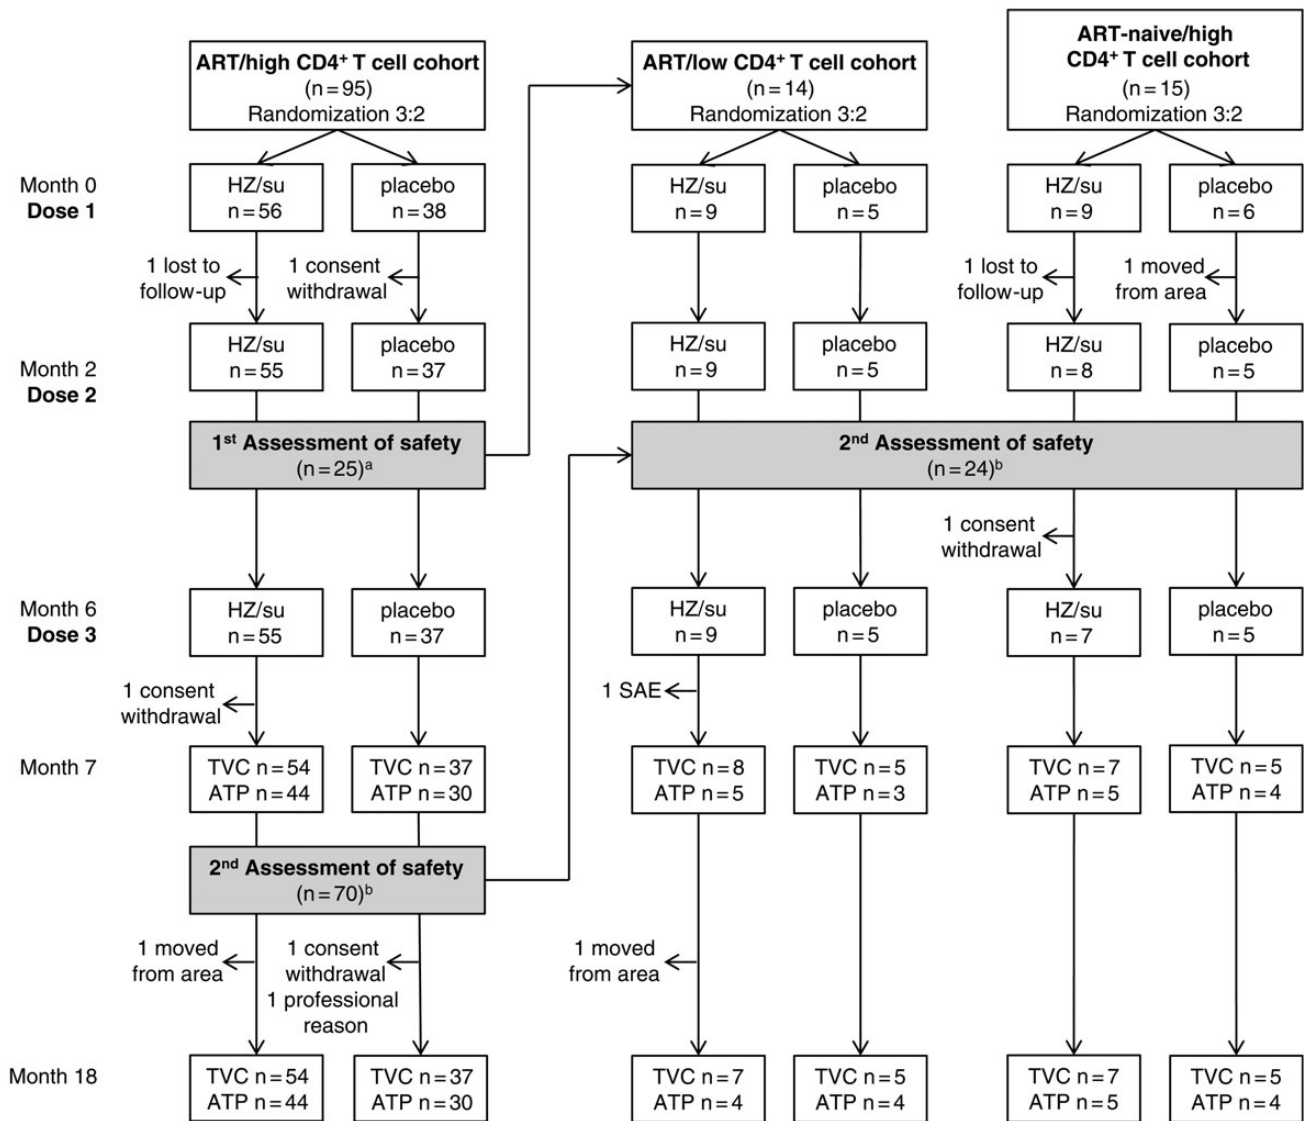 ART/high CD4⁺ T cell cohort
(n=95)
Randomization 3:2
ART/low CD4⁺ T cell cohort
(n=14)
Randomization 3:2
ART-naive/high
CD4⁺ T cell cohort
(n=15)
Randomization 3:2
Month 0
Dose 1
HZ/su
n=56
placebo
n=38
HZ/su
n=9
placebo
n=5
HZ/su
n=9
placebo
n=6
1 lost to
follow-up
1 consent
withdrawal
1 lost to
follow-up
1 moved
from area
Month 2
Dose 2
HZ/su
n=55
placebo
n=37
HZ/su
n=9
placebo
n=5
HZ/su
n=8
placebo
n=5
1ˢᵗ Assessment of safety
(n=25)ᵃ
2ⁿᵈ Assessment of safety
(n=24)ᵇ
1 consent
withdrawal
Month 6
Dose 3
HZ/su
n=55
placebo
n=37
HZ/su
n=9
placebo
n=5
HZ/su
n=7
placebo
n=5
1 consent
withdrawal
1 SAE
Month 7
TVC n=54
ATP n=44
TVC n=37
ATP n=30
TVC n=8
ATP n=5
TVC n=5
ATP n=3
TVC n=7
ATP n=5
TVC n=5
ATP n=4
2ⁿᵈ Assessment of safety
(n=70)ᵇ
1 moved
from area
1 consent
withdrawal
1 professional
reason
1 moved
from area
Month 18
TVC n=54
ATP n=44
TVC n=37
ATP n=30
TVC n=7
ATP n=4
TVC n=5
ATP n=4
TVC n=7
ATP n=5
TVC n=5
ATP n=4